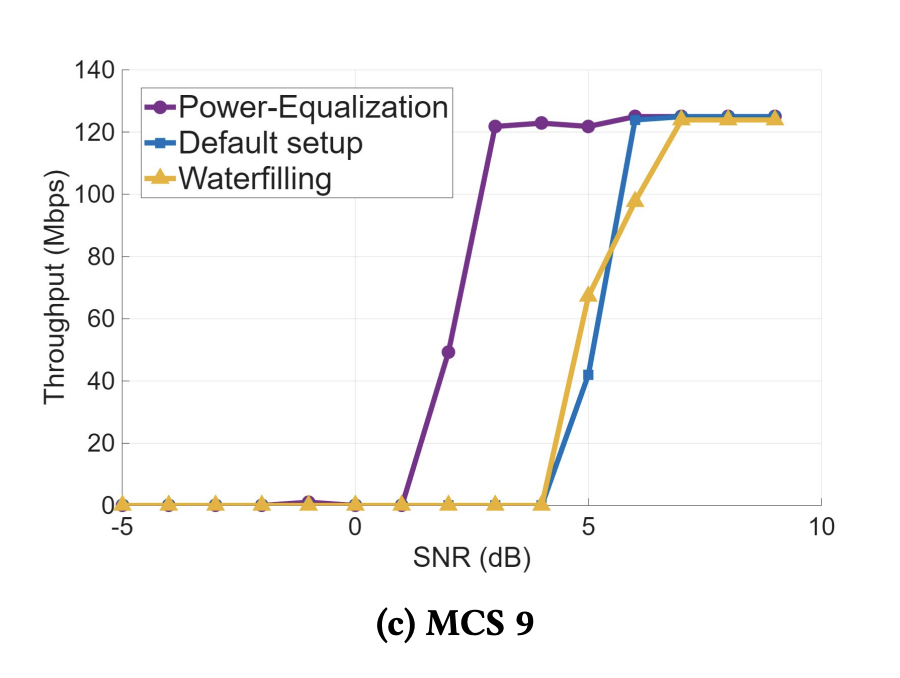 140
120
100
80
60
40
20
0
Throughput (Mbps)
Power-Equalization
Default setup
Waterfilling
-5
0
5
10
SNR (dB)
(c) MCS 9